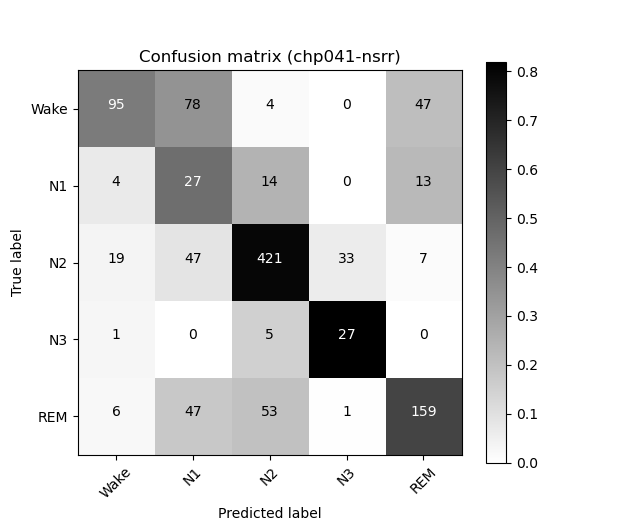 Confusion matrix (chp041-nsrr)
True label
Wake 95 78 4 0 47
N1 4 27 14 0 13
N2 19 47 421 33 7
N3 1 0 5 27 0
REM 6 47 53 1 159
Wake N1 N2 N3 REM
Predicted label
0.8
0.7
0.6
0.5
0.4
0.3
0.2
0.1
0.0